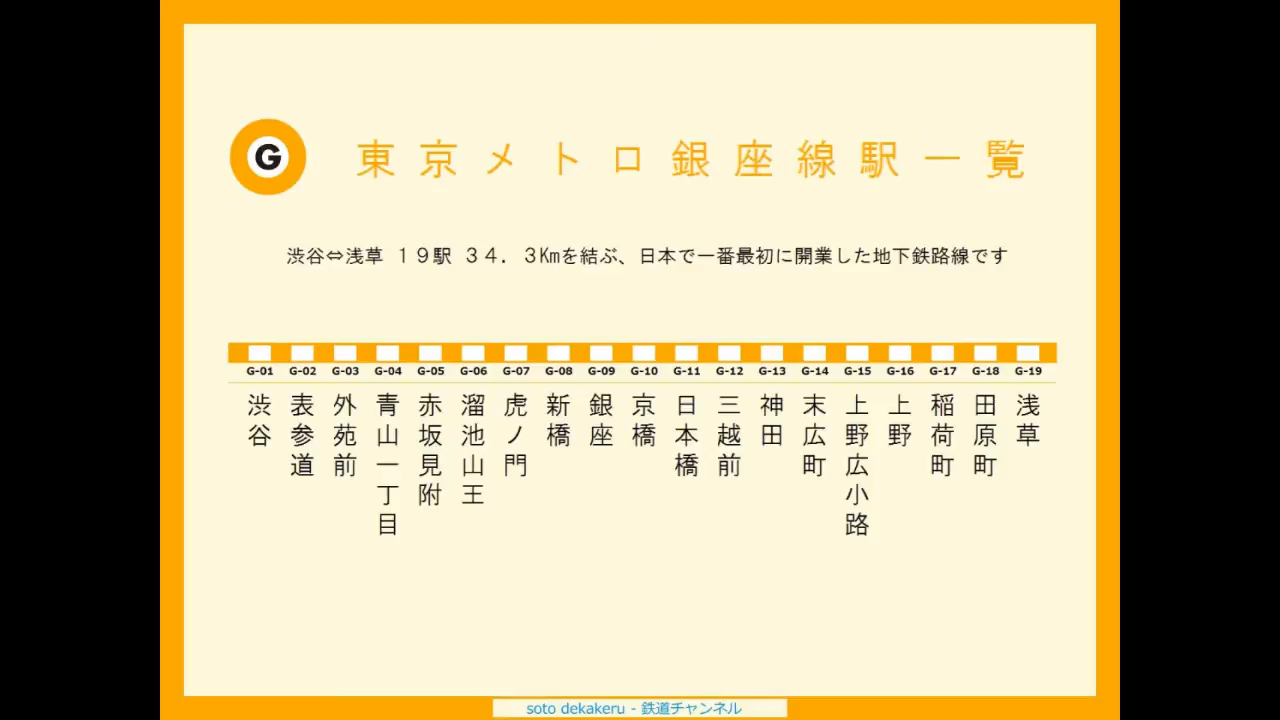 G
東京メトロ銀座線駅一覧
渋谷⇔浅草 １９駅 ３４．３Kmを結ぶ、日本で一番最初に開業した地下鉄路線です
G-01 G-02 G-03 G-04 G-05 G-06 G-07 G-08 G-09 G-10 G-11 G-12 G-13 G-14 G-15 G-16 G-17 G-18 G-19
渋谷
表参道
外苑前
青山一丁目
赤坂見附
溜池山王
虎ノ門
新橋
銀座
京橋
日本橋
三越前
神田
末広町
上野広小路
上野
稲荷町
田原町
浅草
soto dekakeru - 鉄道チャンネル